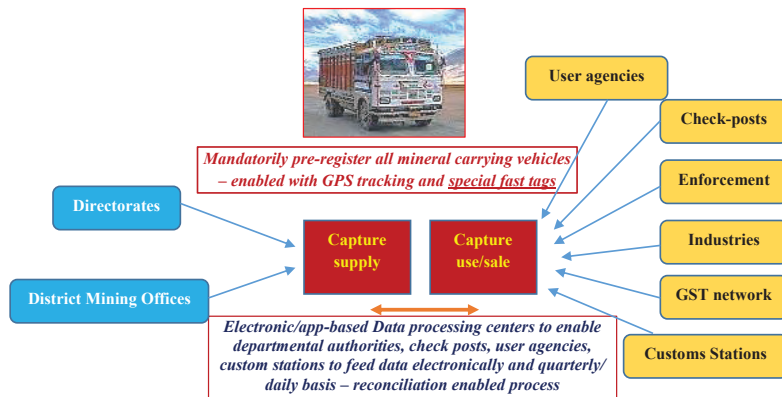 User agencies
Check-posts
Mandatorily pre-register all mineral carrying vehicles
– enabled with GPS tracking and special fast tags
Enforcement
Directorates
Capture
supply
Capture
use/sale
Industries
District Mining Offices
GST network
Electronic/app-based Data processing centers to enable
departmental authorities, check posts, user agencies,
custom stations to feed data electronically and quarterly/
daily basis – reconciliation enabled process
Customs Stations